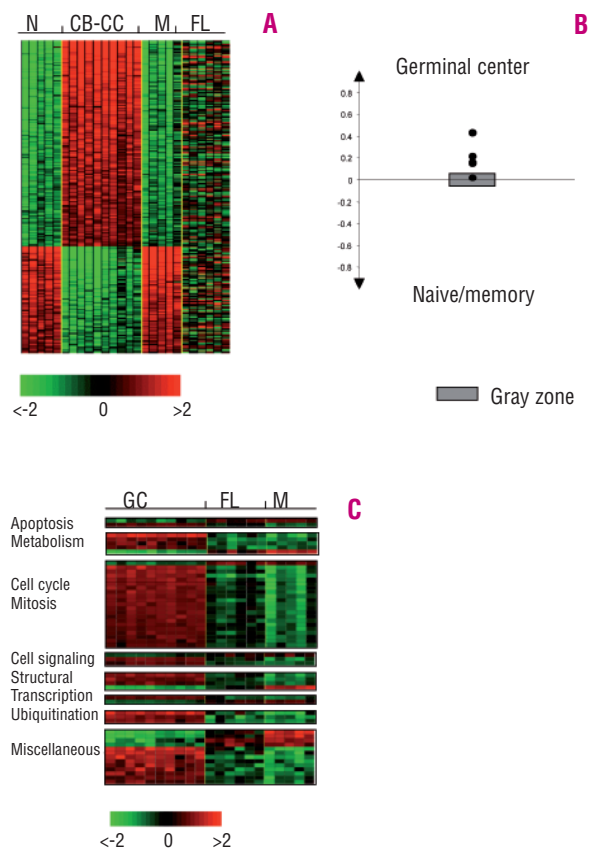 N CB-CC M FL A
<-2 0 >2
B
Germinal center
0.8
0.6
0.4
0.2
0
-0.2
-0.4
-0.6
-0.8
Naive/memory
Gray zone
GC FL M C
Apoptosis
Metabolism
Cell cycle
Mitosis
Cell signaling
Structural
Transcription
Ubiquitination
Miscellaneous
<-2 0 >2